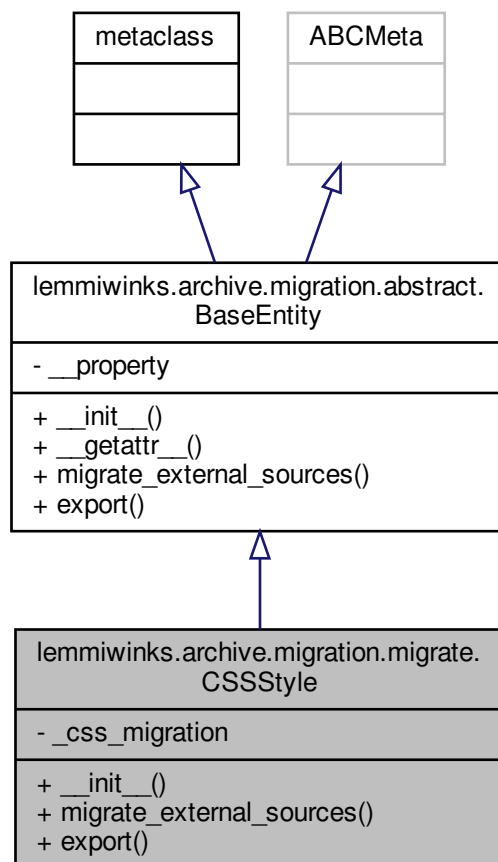 metaclass
ABCMeta
lemmiwinks.archive.migration.abstract.
BaseEntity
- __property
+ __init__()
+ __getattr__()
+ migrate_external_sources()
+ export()
lemmiwinks.archive.migration.migrate.
CSSStyle
- _css_migration
+ __init__()
+ migrate_external_sources()
+ export()